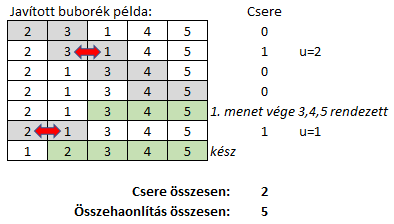 Javított buborék példa: Csere
2 3 1 4 5 0
2 3 1 4 5 1 u=2
2 1 3 4 5 0
2 1 3 4 5 0
2 1 3 4 5 1. menet vége 3,4,5 rendezett
2 1 3 4 5 1 u=1
1 2 3 4 5 kész
Csere összesen: 2
Összehaonlítás összesen: 5